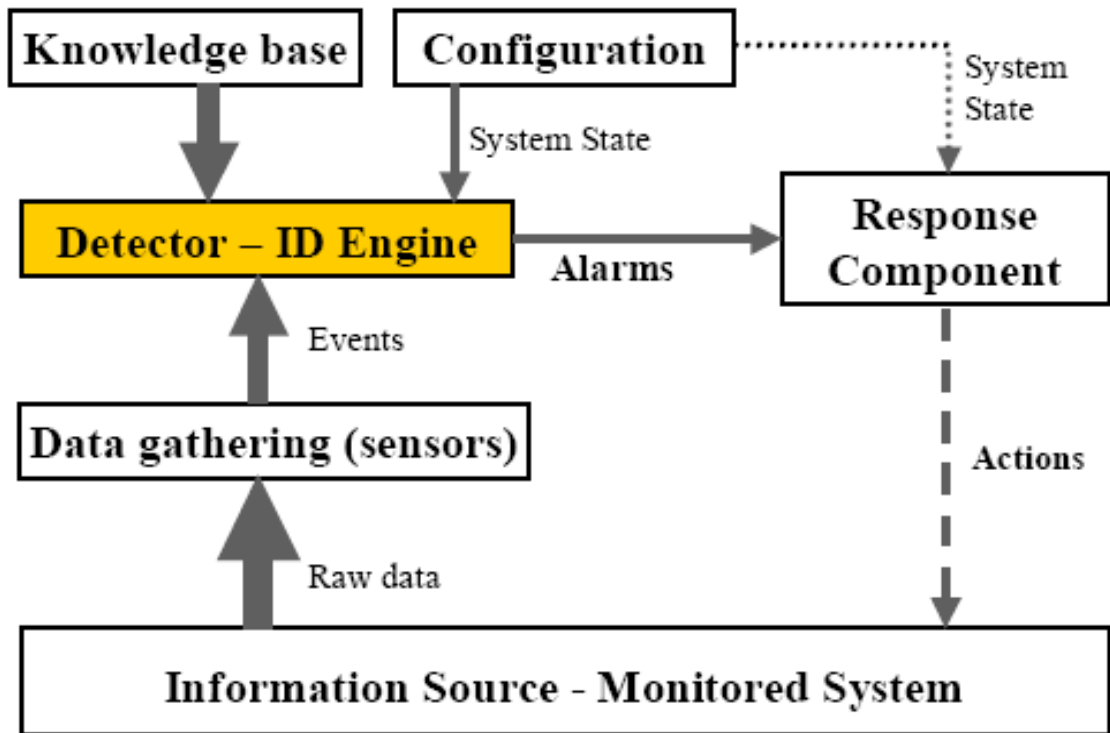 Knowledge base
Configuration
System
State
System State
Detector – ID Engine
Alarms
Response
Component
Events
Data gathering (sensors)
Actions
Raw data
Information Source - Monitored System